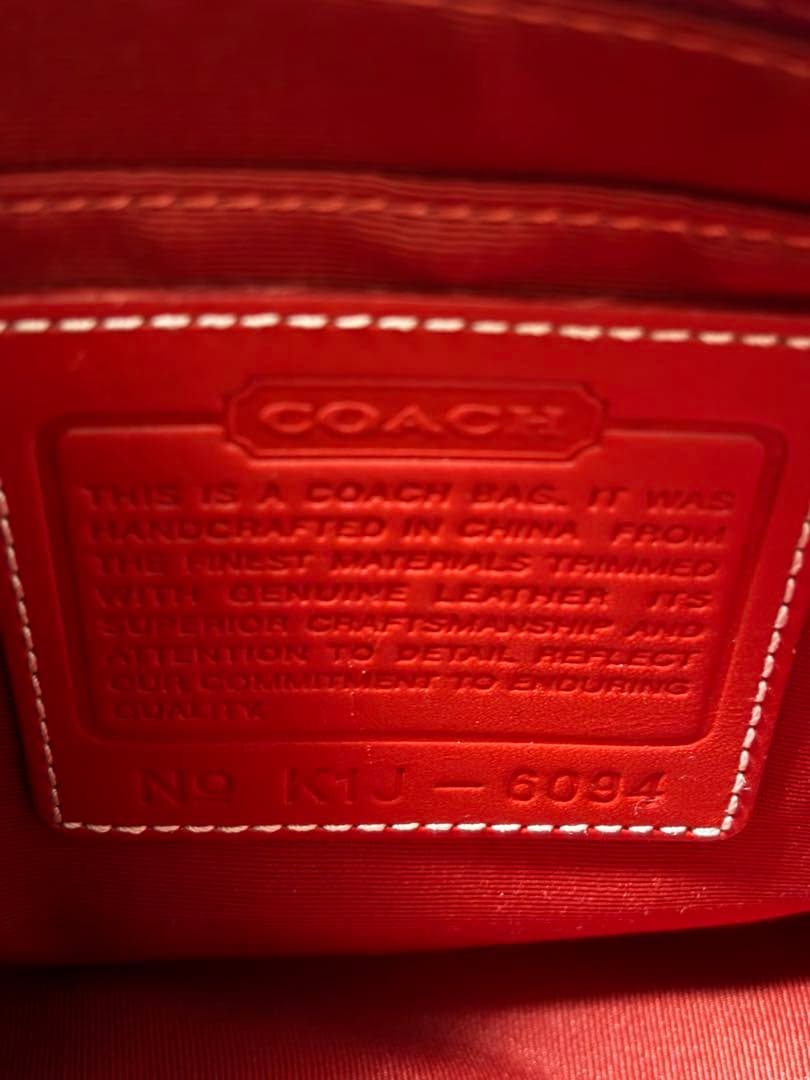 COACH
THIS IS A COACH BAG. IT WAS
HANDCRAFTED IN CHINA FROM
THE FINEST MATERIALS TRIMMED
WITH GENUINE LEATHER ITS
SUPERIOR CRAFTSMANSHIP AND
ATTENTION TO DETAIL REFLECT
OUR COMMITMENT TO ENDURING
QUALITY.
No K1J - 6094